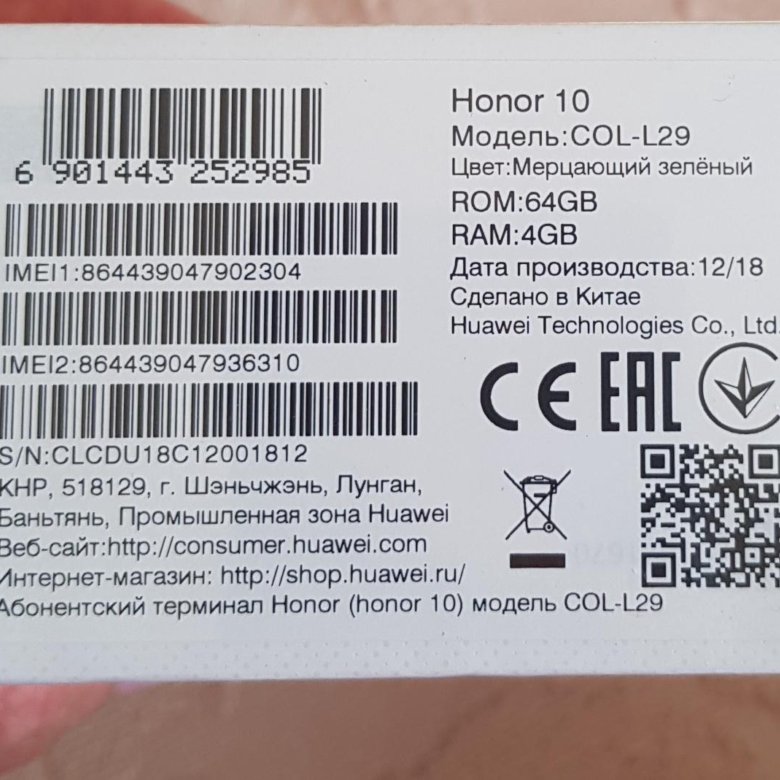 6 901443 252985
IMEI1:864439047902304
IMEI2:864439047936310
S/N:CLCDU18C12001812
КНР, 518129, г. Шэньчжэнь, Лунган,
Баньтянь, Промышленная зона Huawei
Веб-сайт:http://consumer.huawei.com
Интернет-магазин: http://shop.huawei.ru/
Абонентский терминал Honor (honor 10) модель COL-L29
Honor 10
Модель:COL-L29
Цвет:Мерцающий зелёный
ROM:64GB
RAM:4GB
Дата производства:12/18
Сделано в Китае
Huawei Technologies Co., Ltd
CE EAC